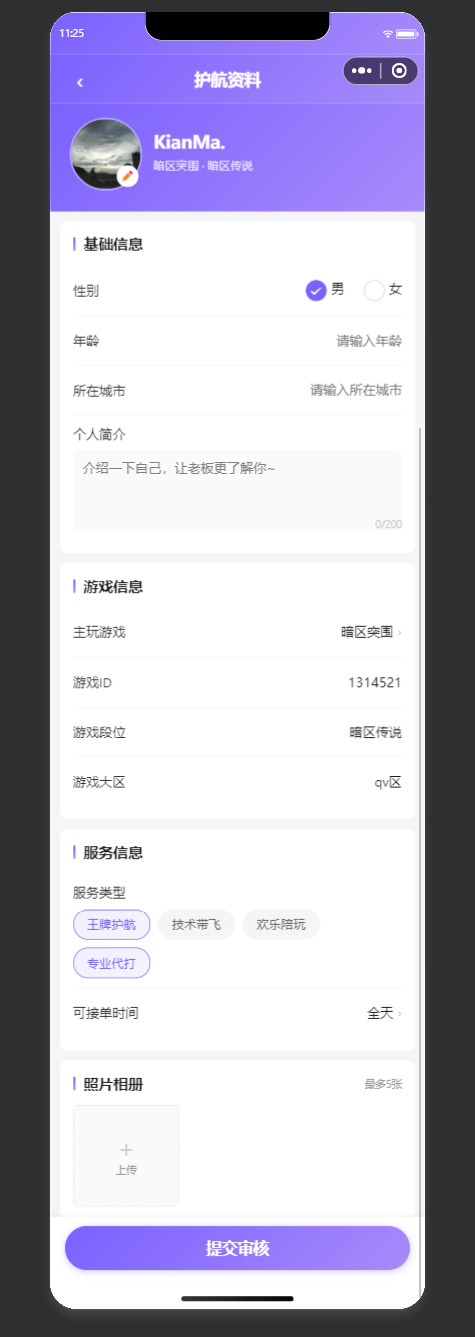 11:25
护航资料
KianMa.
暗区突围 · 暗区传说
基础信息
性别 男 女
年龄 请输入年龄
所在城市 请输入所在城市
个人简介
介绍一下自己，让老板更了解你~
0/200
游戏信息
主玩游戏 暗区突围 ›
游戏ID 1314521
游戏段位 暗区传说
游戏大区 qv区
服务信息
服务类型
王牌护航 技术带飞 欢乐陪玩
专业代打
可接单时间 全天 ›
照片相册 最多5张
+
上传
提交审核